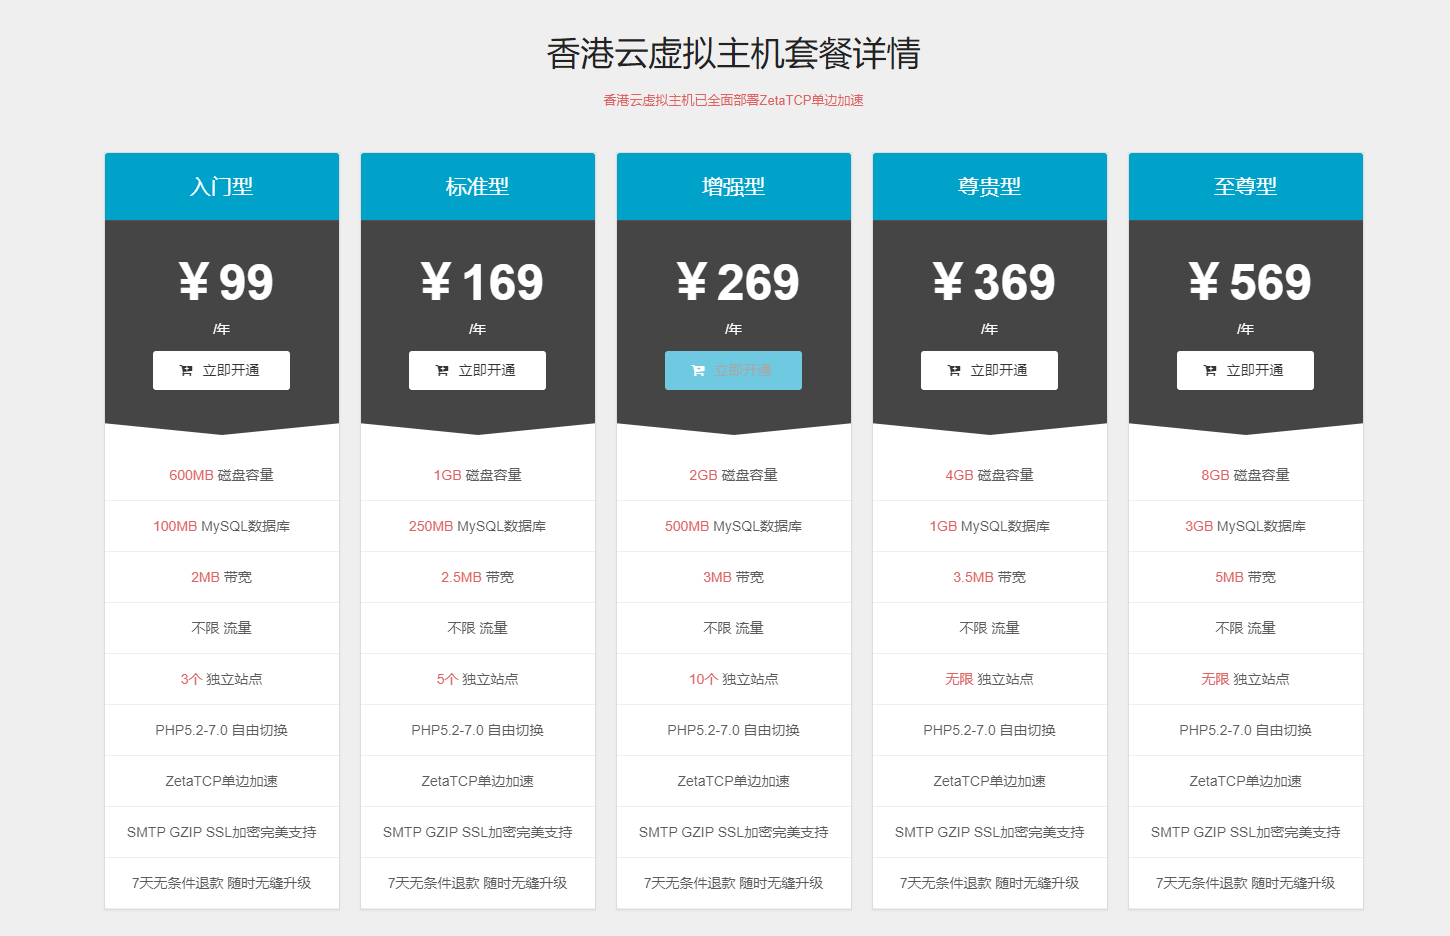 香港云虚拟主机套餐详情
香港云虚拟主机已全面部署ZetaTCP单边加速
入门型
￥99
/年
立即开通
600MB 磁盘容量
100MB MySQL数据库
2MB 带宽
不限 流量
3个 独立站点
PHP5.2-7.0 自由切换
ZetaTCP单边加速
SMTP GZIP SSL加密完美支持
7天无条件退款 随时无缝升级
标准型
￥169
/年
立即开通
1GB 磁盘容量
250MB MySQL数据库
2.5MB 带宽
不限 流量
5个 独立站点
PHP5.2-7.0 自由切换
ZetaTCP单边加速
SMTP GZIP SSL加密完美支持
7天无条件退款 随时无缝升级
增强型
￥269
/年
立即开通
2GB 磁盘容量
500MB MySQL数据库
3MB 带宽
不限 流量
10个 独立站点
PHP5.2-7.0 自由切换
ZetaTCP单边加速
SMTP GZIP SSL加密完美支持
7天无条件退款 随时无缝升级
尊贵型
￥369
/年
立即开通
4GB 磁盘容量
1GB MySQL数据库
3.5MB 带宽
不限 流量
无限 独立站点
PHP5.2-7.0 自由切换
ZetaTCP单边加速
SMTP GZIP SSL加密完美支持
7天无条件退款 随时无缝升级
至尊型
￥569
/年
立即开通
8GB 磁盘容量
3GB MySQL数据库
5MB 带宽
不限 流量
无限 独立站点
PHP5.2-7.0 自由切换
ZetaTCP单边加速
SMTP GZIP SSL加密完美支持
7天无条件退款 随时无缝升级